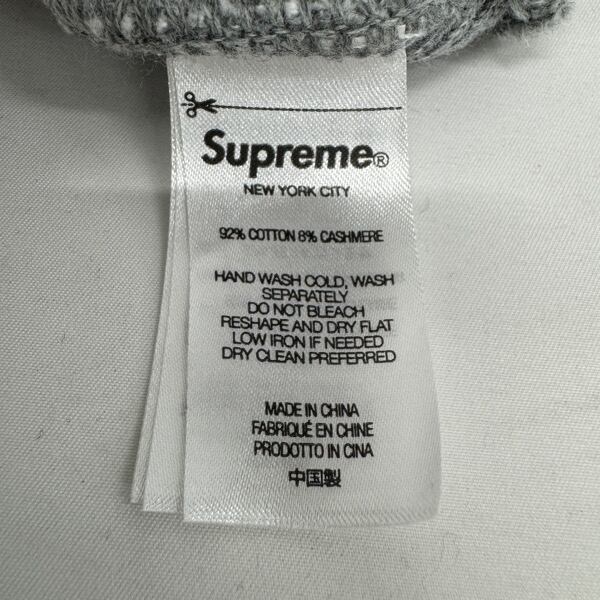 Supreme®
NEW YORK CITY
92% COTTON 8% CASHMERE
HAND WASH COLD, WASH
SEPARATELY
DO NOT BLEACH
RESHAPE AND DRY FLAT
LOW IRON IF NEEDED
DRY CLEAN PREFERRED
MADE IN CHINA
FABRIQUÉ EN CHINE
PRODOTTO IN CINA
中国製